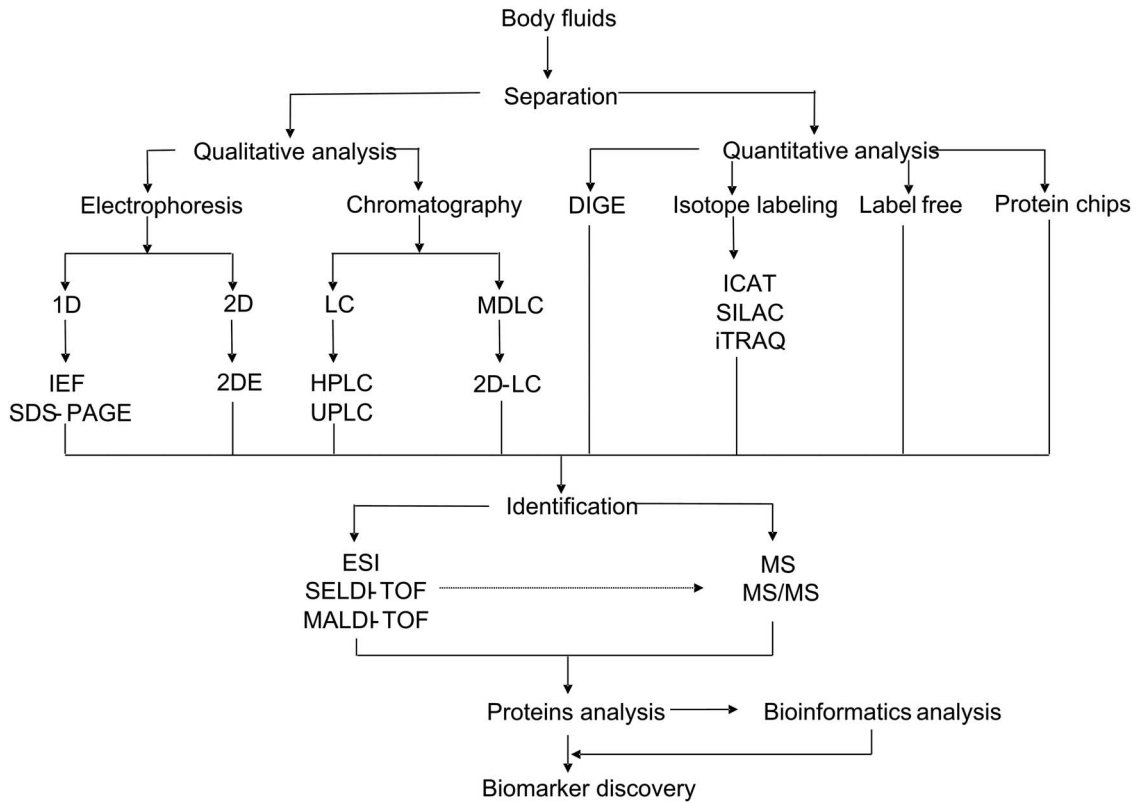 Body fluids
Separation
Qualitative analysis
Quantitative analysis
Electrophoresis
Chromatography
DIGE
Isotope labeling
Label free
Protein chips
1D
2D
LC
MDLC
ICAT
SILAC
iTRAQ
IEF
SDS-PAGE
2DE
HPLC
UPLC
2D-LC
Identification
ESI
SELDI-TOF
MALDI-TOF
MS
MS/MS
Proteins analysis
Bioinformatics analysis
Biomarker discovery